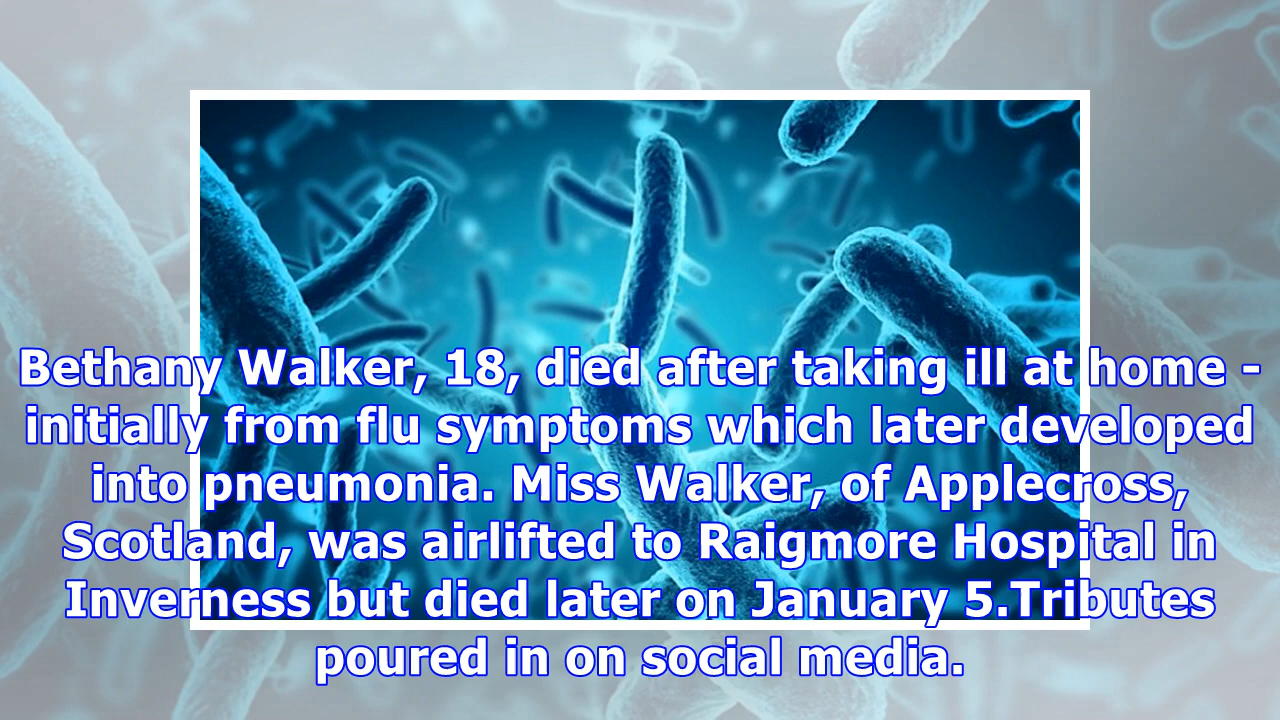 Bethany Walker, 18, died after taking ill at home -
initially from flu symptoms which later developed
into pneumonia. Miss Walker, of Applecross,
Scotland, was airlifted to Raigmore Hospital in
Inverness but died later on January 5.Tributes
poured in on social media.